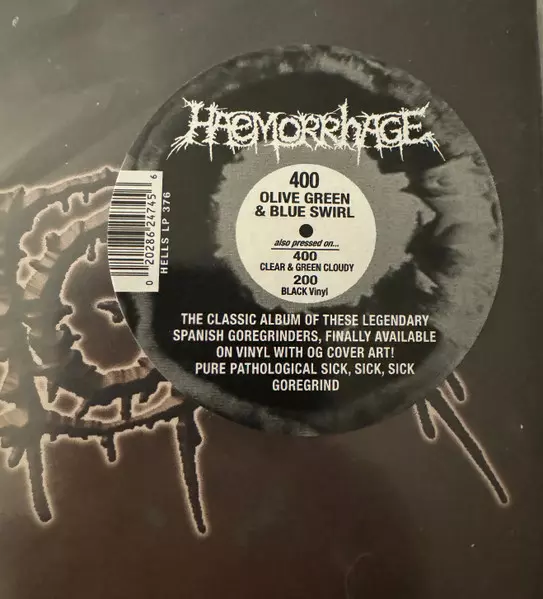 HAEMORRHAGE
400
OLIVE GREEN
& BLUE SWIRL
also pressed on...
400
CLEAR & GREEN CLOUDY
200
BLACK Vinyl
0 20286 24745 6
HELLS LP 376
THE CLASSIC ALBUM OF THESE LEGENDARY
SPANISH GOREGRINDERS, FINALLY AVAILABLE
ON VINYL WITH OG COVER ART!
PURE PATHOLOGICAL SICK, SICK, SICK
GOREGRIND